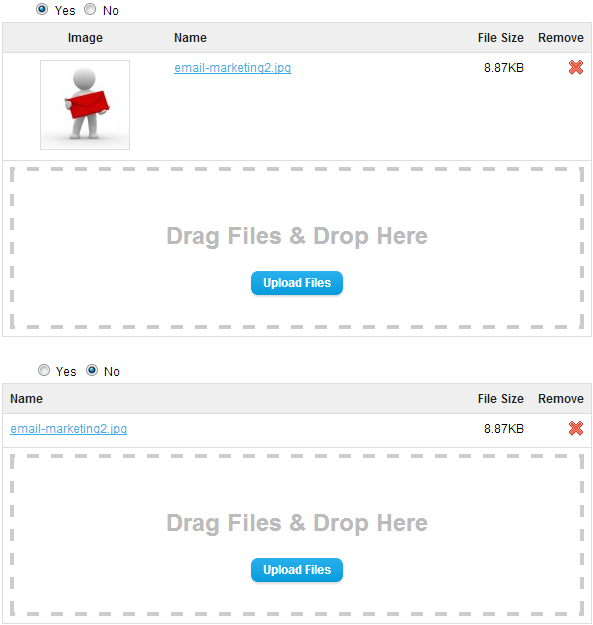 Yes No
Image Name File Size Remove
email-marketing2.jpg 8.87KB
Drag Files & Drop Here
Upload Files
Yes No
Name File Size Remove
email-marketing2.jpg 8.87KB
Drag Files & Drop Here
Upload Files